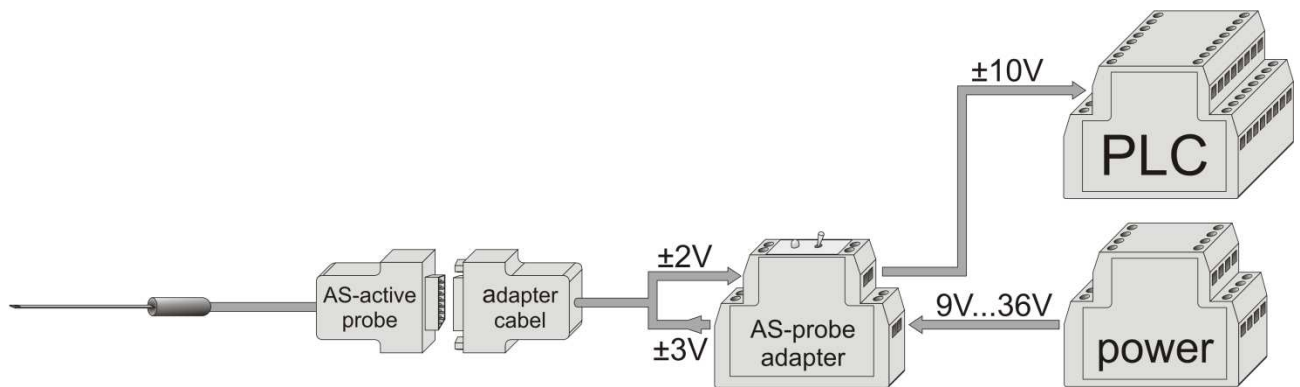 AS-active
probe
adapter
cabel
±2V
±3V
AS-probe
adapter
±10V
PLC
9V...36V
power